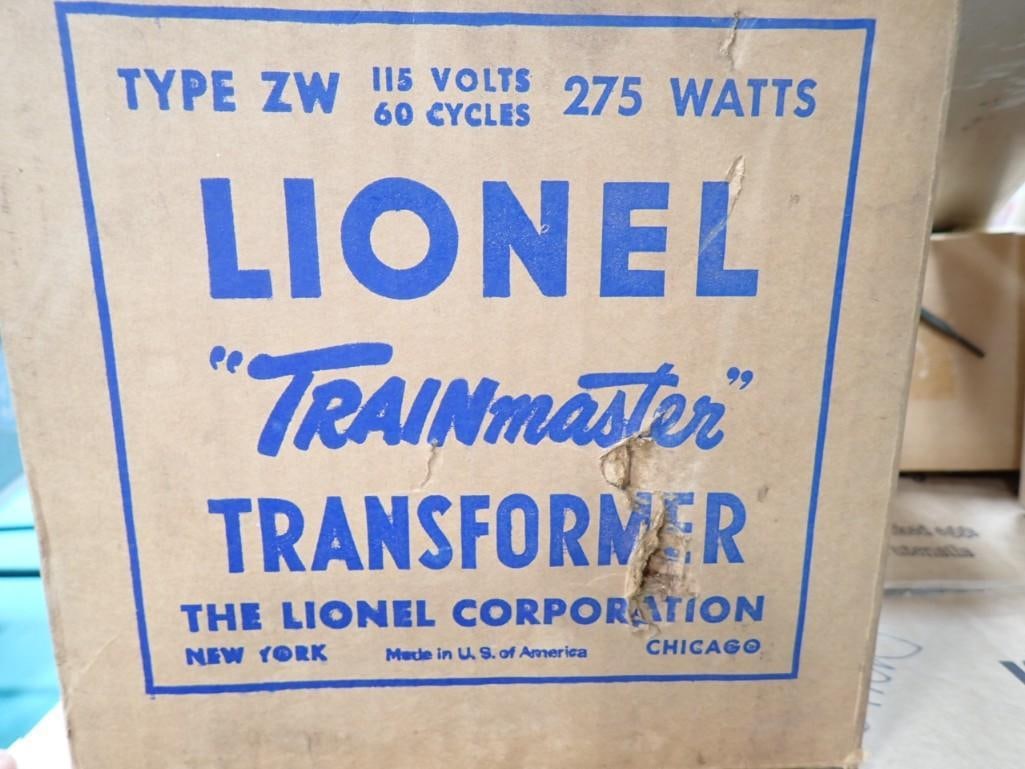 TYPE ZW 115 VOLTS 60 CYCLES 275 WATTS
LIONEL
"TRAINmaster"
TRANSFORMER
THE LIONEL CORPORATION
NEW YORK Made in U. S. of America CHICAGO